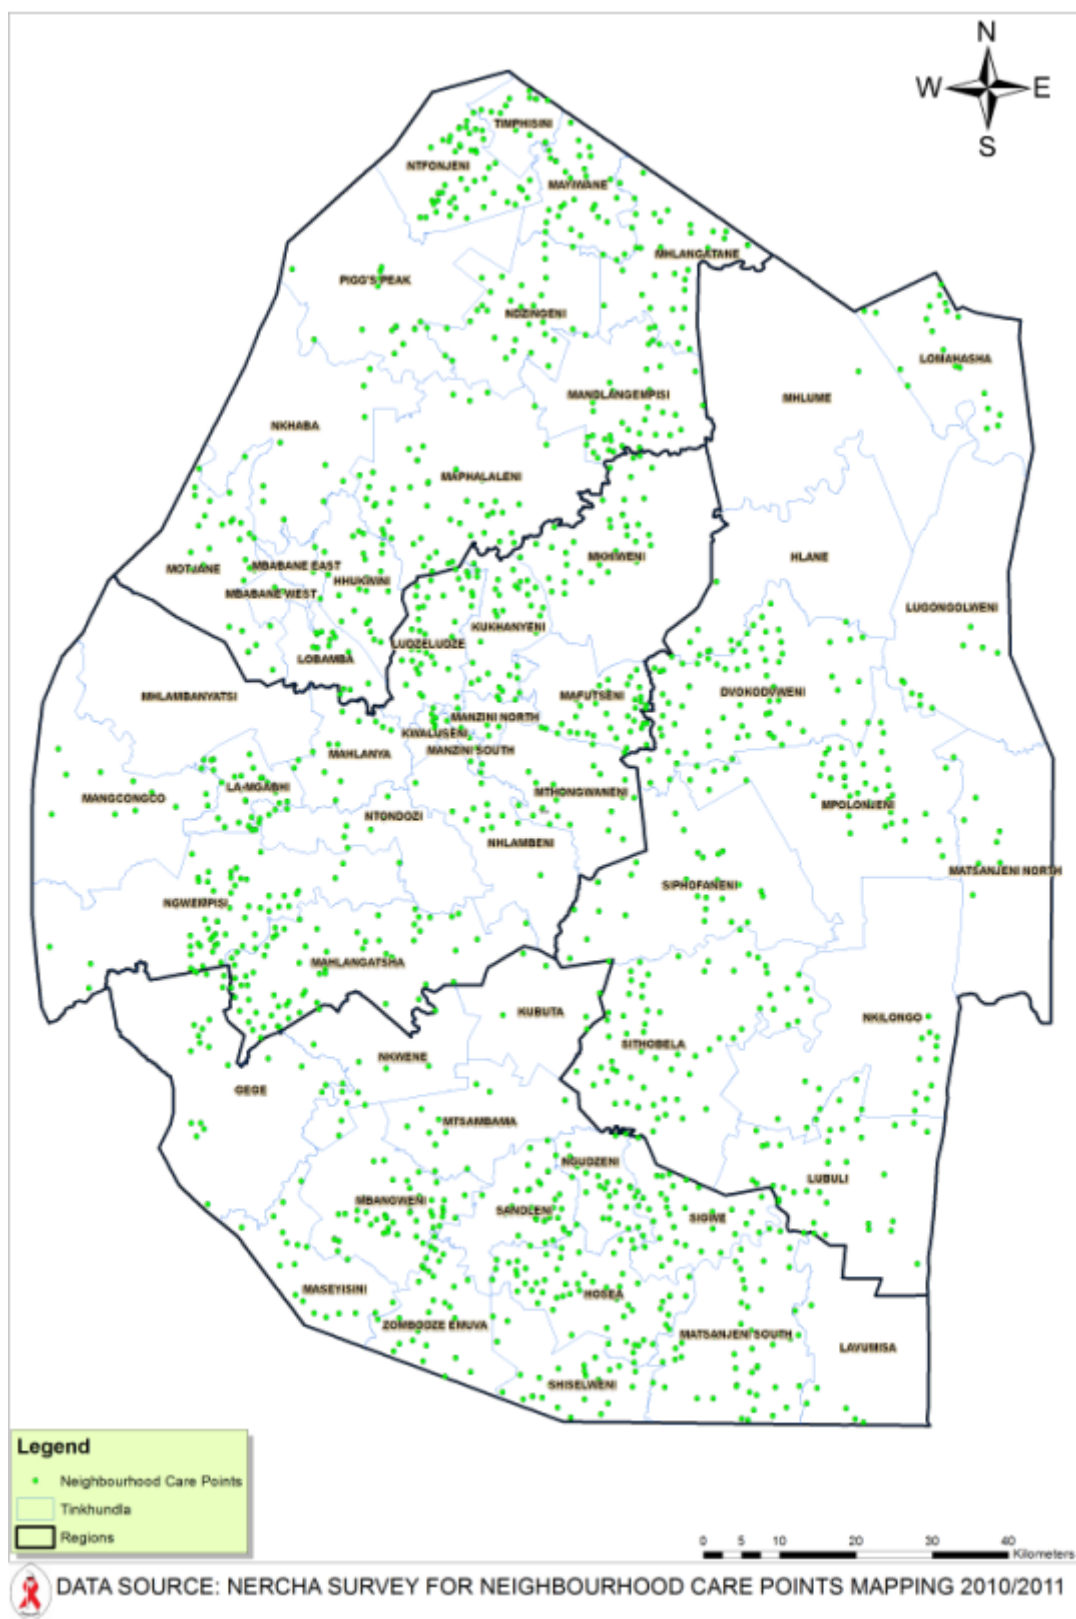 N
W E
S
TIMPHISINI
NTFONJENI
MAYIWANE
MHLANGATANE
PIGG'S PEAK
NDZINGENI
LOMAHASHA
MANDLANGEMPISI
MHLUME
NKHABA
MAPHALALENI
MKHIWENI
HLANE
MOTJANE
MBABANE EAST
HHUKWINI
MBABANE WEST
LUGONGOLWENI
KUKHANYENI
LUDZELUDZE
LOBAMBA
MHLAMBANYATSI
MAFUTSENI
DVOKODVWENI
MANZINI NORTH
KWALUSENI
MAHLANYA
MANZINI SOUTH
LA-MGABHI
MANGCONGCO
MTHONGWANENI
MPOLONJENI
NTONDOZI
NHLAMBENI
MATSANJENI NORTH
SIPHOFANENI
NGWEMPISI
MAHLANGATSHA
KUBUTA
NKILONGO
SITHOBELA
NKWENE
GEGE
MTSAMBAMA
NGUDZENI
LUBULI
MBANGWENI
SANDLENI
SIGWE
MASEYISINI
HOSEA
ZOMBODZE EMUVA
MATSANJENI SOUTH
LAVUMISA
SHISELWENI
Legend
Neighbourhood Care Points
Tinkhundla
Regions
0 5 10 20 30 40
Kilometers
DATA SOURCE: NERCHA SURVEY FOR NEIGHBOURHOOD CARE POINTS MAPPING 2010/2011